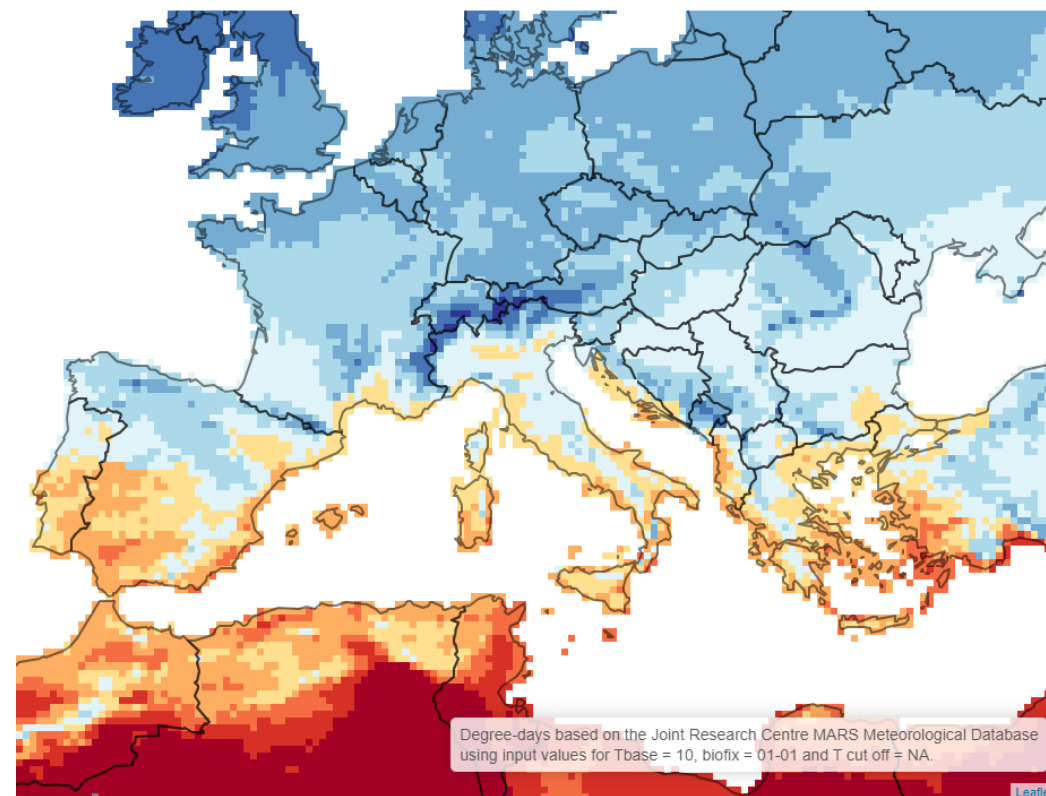 Degree-days based on the Joint Research Centre MARS Meteorological Database
using input values for Tbase = 10, biofix = 01-01 and T cut off = NA.